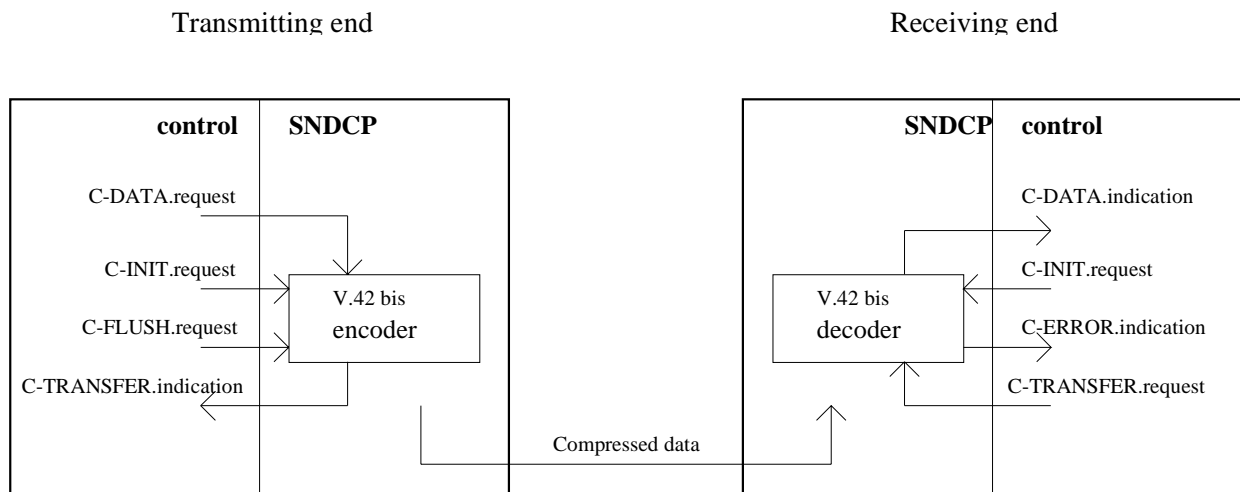 Transmitting end
Receiving end
control
SNDCP
SNDCP
control
C-DATA.request
C-INIT.request
C-FLUSH.request
C-TRANSFER.indication
V.42 bis
encoder
Compressed data
V.42 bis
decoder
C-DATA.indication
C-INIT.request
C-ERROR.indication
C-TRANSFER.request